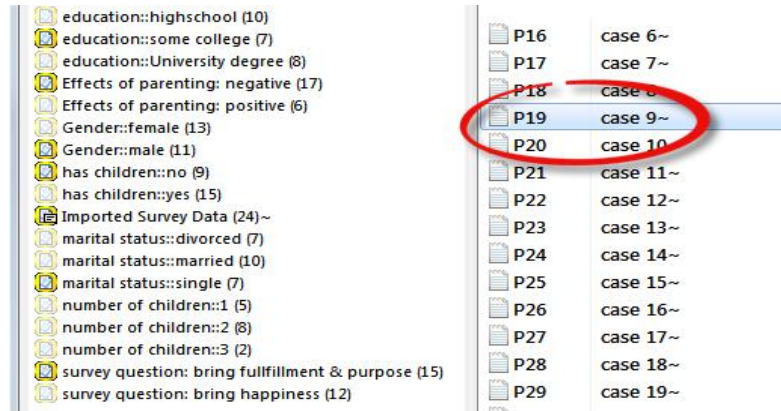 education::highschool (10)
education::some college (7)
education::University degree (8)
Effects of parenting: negative (17)
Effects of parenting: positive (6)
Gender::female (13)
Gender::male (11)
has children::no (9)
has children::yes (15)
Imported Survey Data (24)~
marital status::divorced (7)
marital status::married (10)
marital status::single (7)
number of children::1 (5)
number of children::2 (8)
number of children::3 (2)
survey question: bring fullfillment & purpose (15)
survey question: bring happiness (12)
P16 case 6~
P17 case 7~
P18 case 8
P19 case 9~
P20 case 10
P21 case 11~
P22 case 12~
P23 case 13~
P24 case 14~
P25 case 15~
P26 case 16~
P27 case 17~
P28 case 18~
P29 case 19~